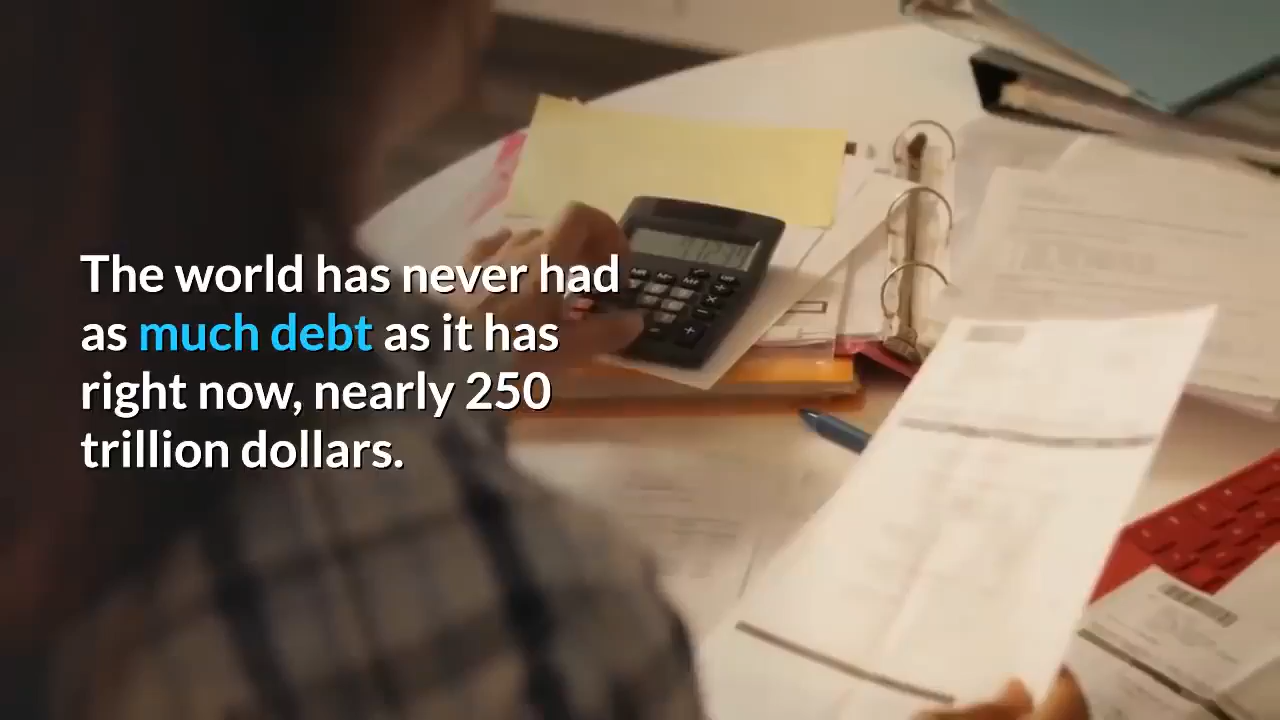 The world has never had
as much debt as it has
right now, nearly 250
trillion dollars.